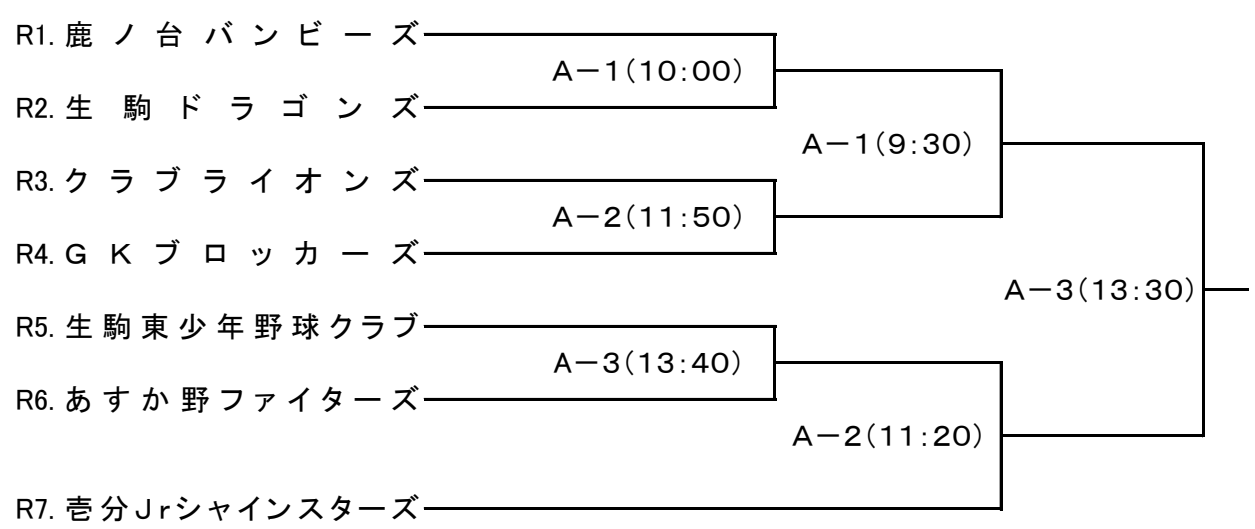 R1. 鹿ノ台バンビーズ
A－1(10:00)
R2. 生駒ドラゴンズ
A－1(9:30)
R3. クラブライオンズ
A－2(11:50)
R4. GKブロッカーズ
A－3(13:30)
R5. 生駒東少年野球クラブ
A－3(13:40)
R6. あすか野ファイターズ
A－2(11:20)
R7. 壱分Jrシャインスターズ